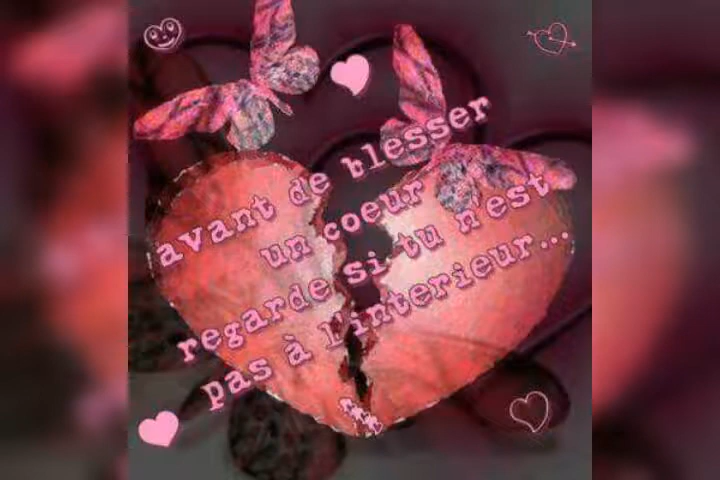 avant de blesser
un coeur
regarde si tu n'est
pas à l'interieur...